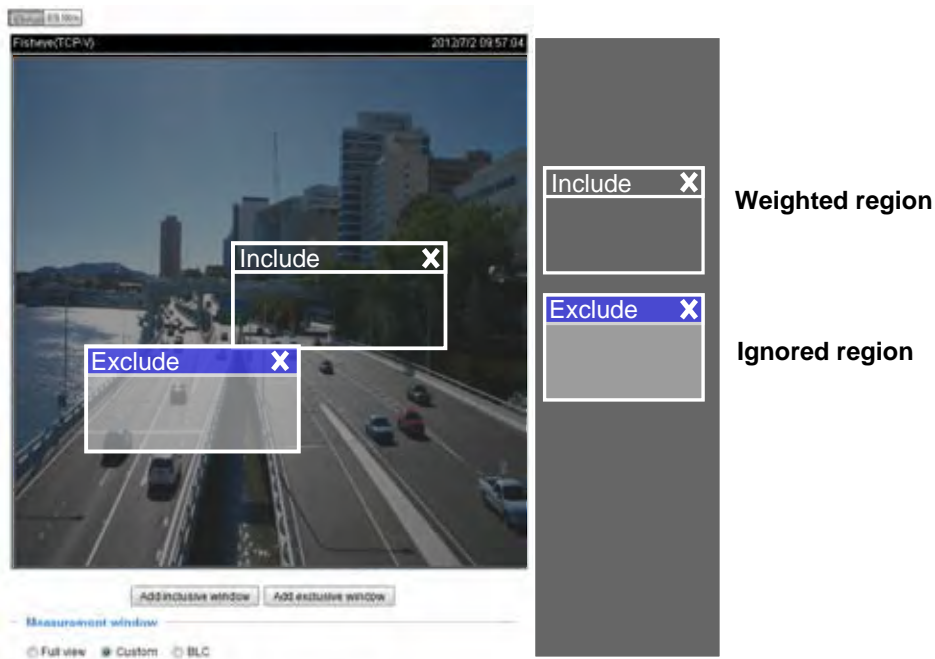 Fisheye(TCP-V) 2012/7/2 09:57:04
Include X
Exclude X
Include X
Weighted region
Exclude X
Ignored region
Add inclusive window Add exclusive window
Measurement window
Full view Custom BLC